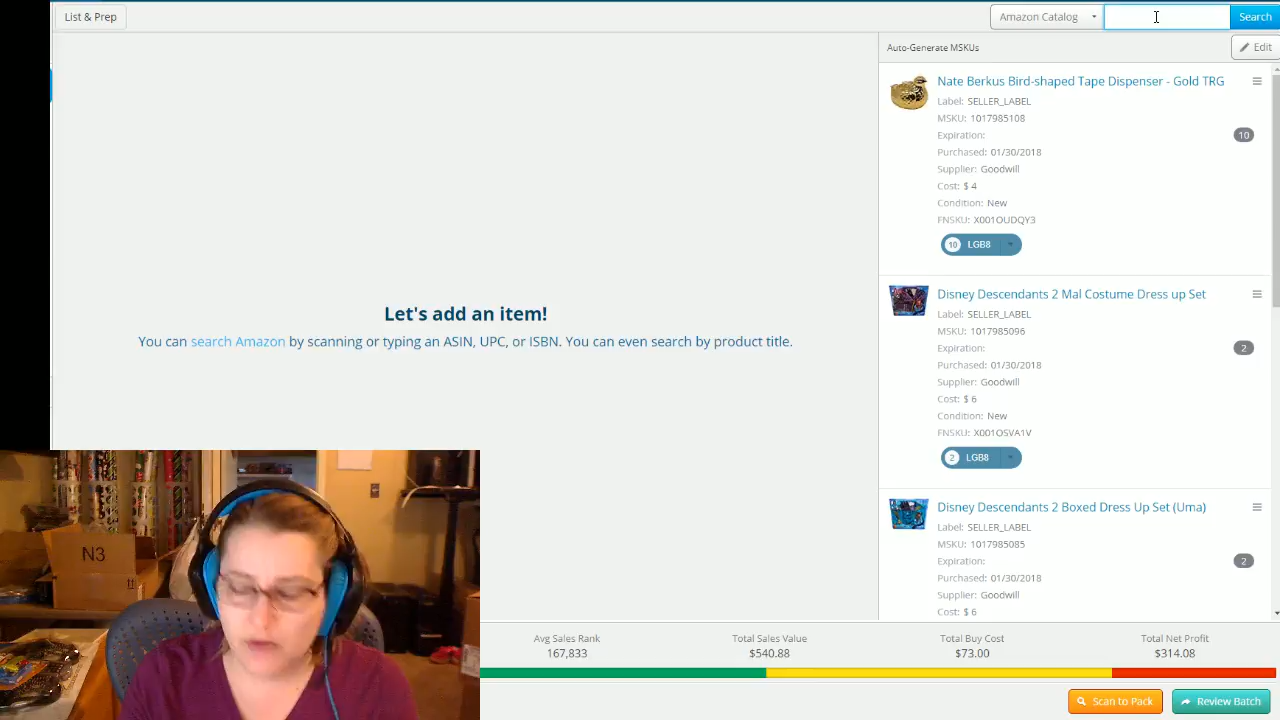 List & Prep
Amazon Catalog
Search
Auto-Generate MSKUs
Edit
Nate Berkus Bird-shaped Tape Dispenser - Gold TRG
Label: SELLER_LABEL
MSKU: 1017985108
Expiration:
10
Purchased: 01/30/2018
Supplier: Goodwill
Cost: $ 4
Condition: New
FNSKU: X001OUDQY3
10 LGB8
Let's add an item!
You can search Amazon by scanning or typing an ASIN, UPC, or ISBN. You can even search by product title.
Disney Descendants 2 Mal Costume Dress up Set
Label: SELLER_LABEL
MSKU: 1017985096
Expiration:
2
Purchased: 01/30/2018
Supplier: Goodwill
Cost: $ 6
Condition: New
FNSKU: X001OSVA1V
2 LGB8
Disney Descendants 2 Boxed Dress Up Set (Uma)
Label: SELLER_LABEL
MSKU: 1017985085
Expiration:
2
Purchased: 01/30/2018
Supplier: Goodwill
Cost: $ 6
N3
Avg Sales Rank
167,833
Total Sales Value
$540.88
Total Buy Cost
$73.00
Total Net Profit
$314.08
Scan to Pack
Review Batch